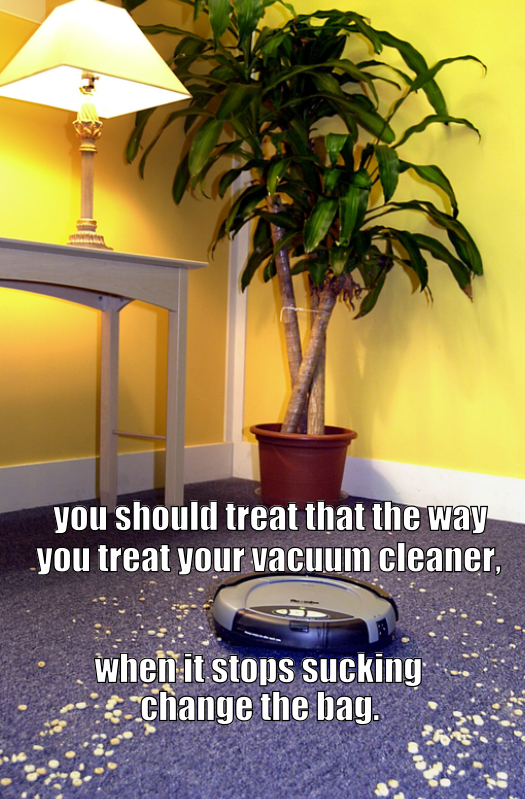 you should treat that the way
you treat your vacuum cleaner,
when it stops sucking
change the bag.